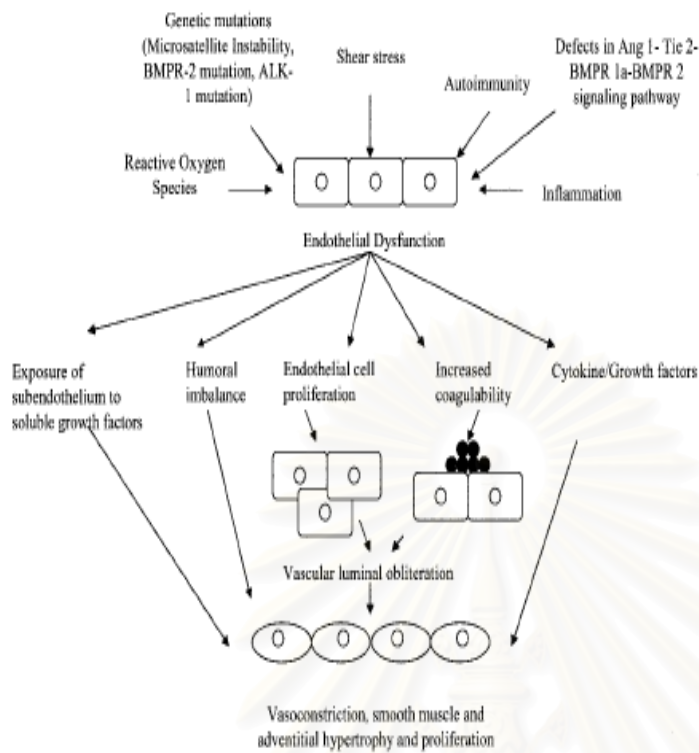 Genetic mutations
(Microsatellite Instability,
BMPR-2 mutation, ALK-
1 mutation)
Shear stress
Autoimmunity
Defects in Ang 1- Tie 2-
BMPR 1a-BMPR 2
signaling pathway
Reactive Oxygen
Species
Inflammation
Endothelial Dysfunction
Exposure of
subendothelium to
soluble growth factors
Humoral
imbalance
Endothelial cell
proliferation
Increased
coagulability
Cytokine/Growth factors
Vascular luminal obliteration
Vasoconstriction, smooth muscle and
adventitial hypertrophy and proliferation